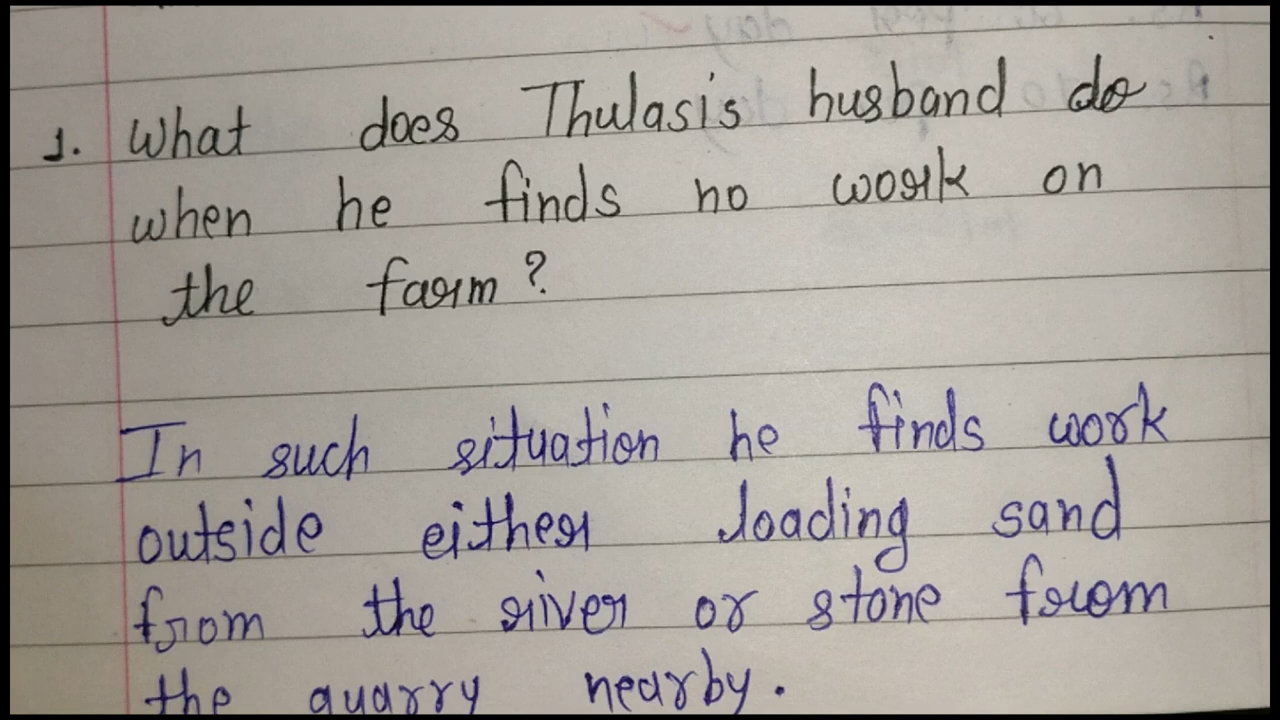 1. What does Thulasis husband do
when he finds no work on
the farm?
In such situation he finds work
outside either loading sand
from the river or stone from
the quarry nearby.